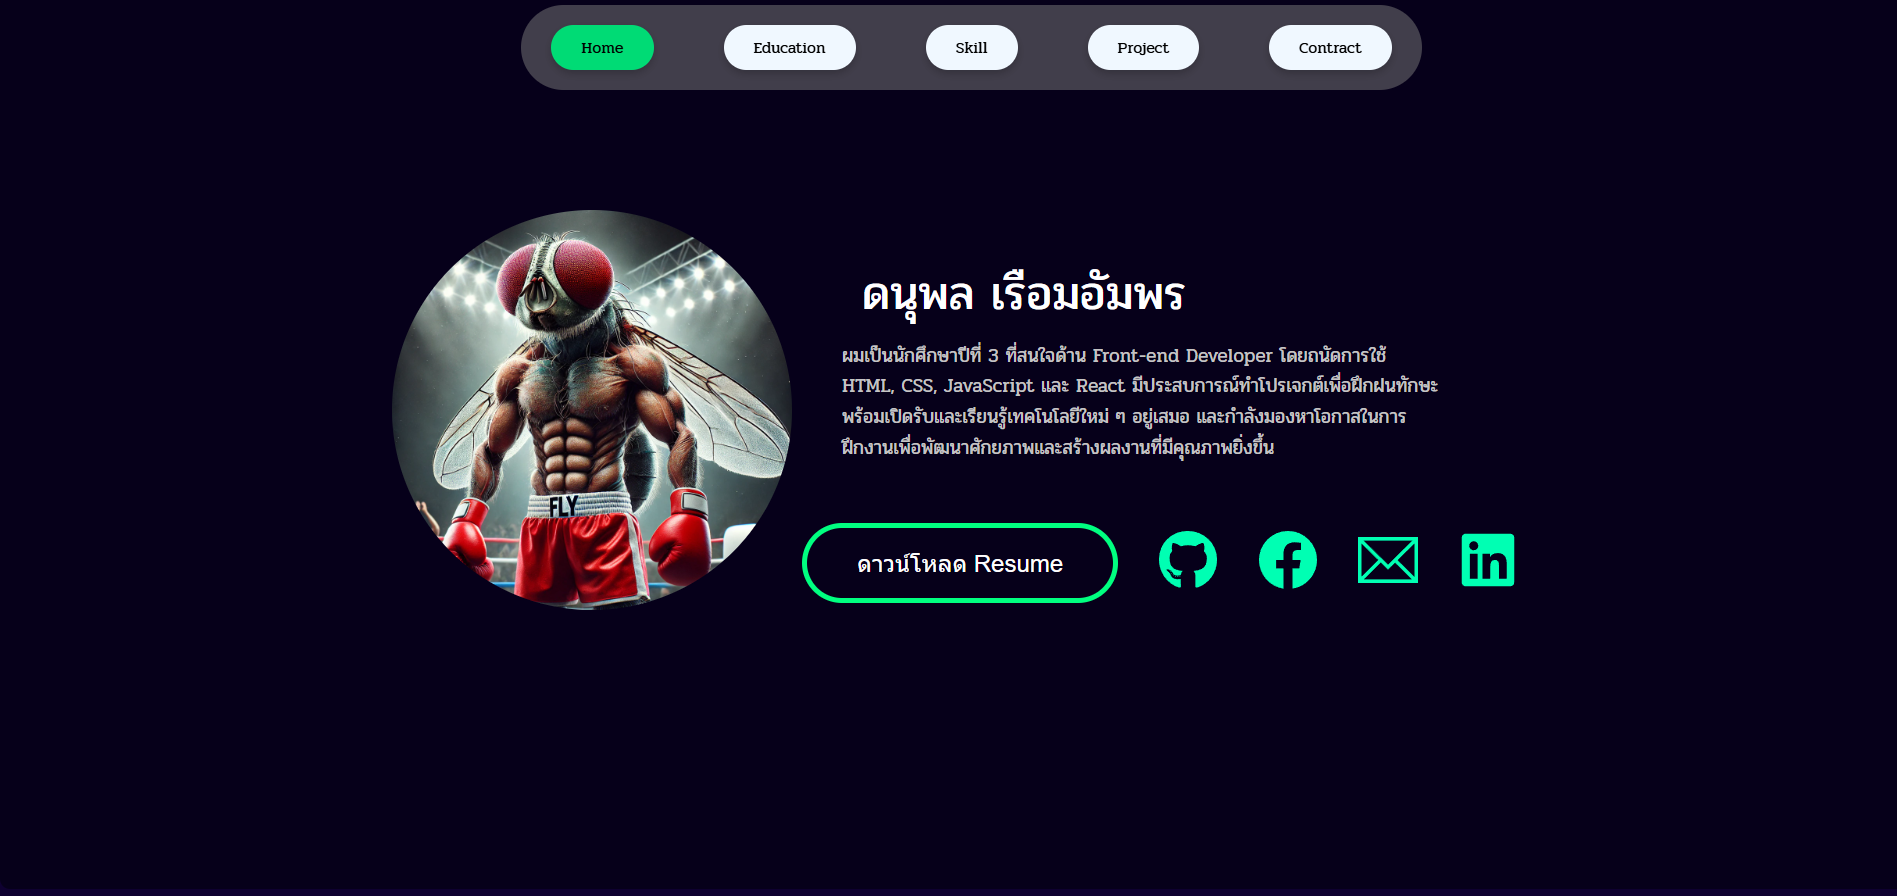 Home
Education
Skill
Project
Contract
ดนุพล เรือมอัมพร
ผมเป็นนักศึกษาปีที่ 3 ที่สนใจด้าน Front-end Developer โดยถนัดการใช้
HTML, CSS, JavaScript และ React มีประสบการณ์ทำโปรเจกต์เพื่อฝึกฝนทักษะ
พร้อมเปิดรับและเรียนรู้เทคโนโลยีใหม่ ๆ อยู่เสมอ และกำลังมองหาโอกาสในการ
ฝึกงานเพื่อพัฒนาศักยภาพและสร้างผลงานที่มีคุณภาพยิ่งขึ้น
FLY
ดาวน์โหลด Resume
in